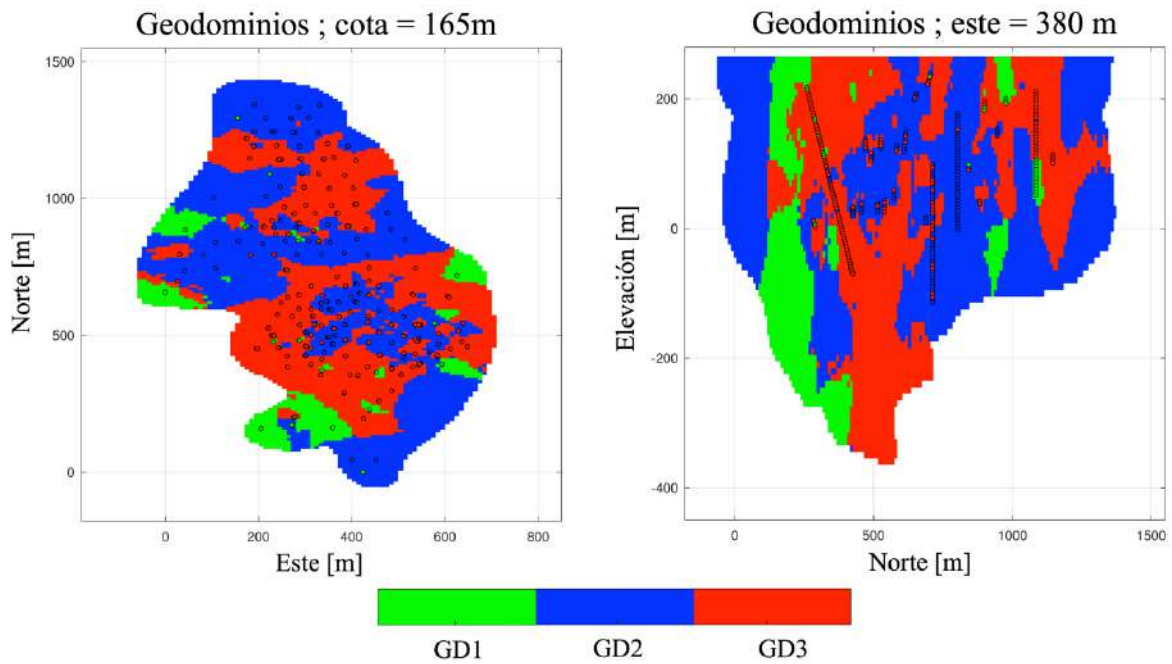 Geodominios ; cota = 165m
1500
1000
500
0
Norte [m]
0
200
400
600
800
Este [m]
Geodominios ; este = 380 m
200
0
-200
-400
Elevación [m]
0
500
1000
1500
Norte [m]
GD1
GD2
GD3